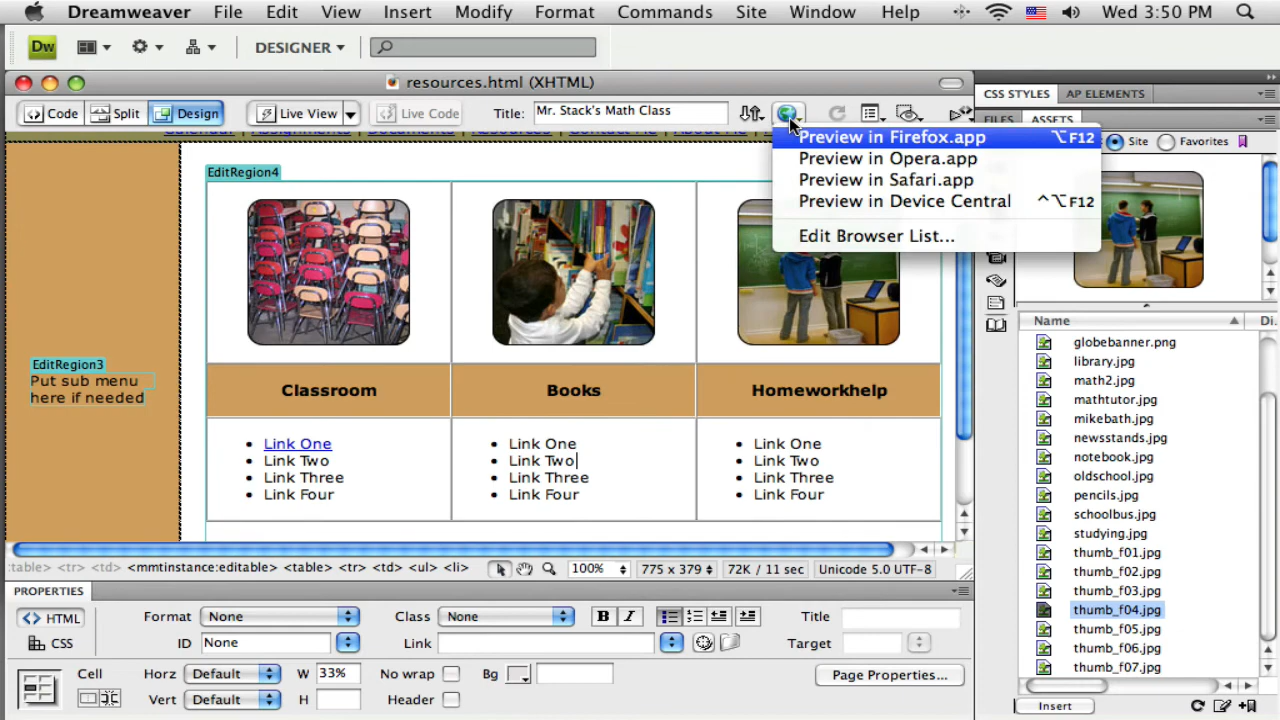 Dreamweaver File Edit View Insert Modify Format Commands Site Window Help Wed 3:50 PM
Dw DESIGNER
resources.html (XHTML)
Code Split Design Live View Live Code Title: Mr. Stack's Math Class
CSS STYLES AP ELEMENTS
FILES ASSETS
Site Favorites
Calendar Assignments Documents Resources Contact Me About Me
Preview in Firefox.app ⌥F12
Preview in Opera.app
Preview in Safari.app
Preview in Device Central ^⌥F12
Edit Browser List...
EditRegion4
EditRegion3
Put sub menu
here if needed
Classroom Books Homeworkhelp
Link One Link One Link One
Link Two Link Two Link Two
Link Three Link Three Link Three
Link Four Link Four Link Four
Name Di.
globebanner.png
library.jpg
math2.jpg
mathtutor.jpg
mikebath.jpg
newsstands.jpg
notebook.jpg
oldschool.jpg
pencils.jpg
schoolbus.jpg
studying.jpg
thumb_f01.jpg
thumb_f02.jpg
thumb_f03.jpg
thumb_f04.jpg
thumb_f05.jpg
thumb_f06.jpg
thumb_f07.jpg
Insert
:table> <tr> <td> <mmtinstance:editable> <table> <tr> <td> <ul> <li> 100% 775 x 379 72K / 11 sec Unicode 5.0 UTF-8
PROPERTIES
<> HTML Format None Class None B I Title
CSS ID None Link Target
Cell Horz Default W 33% No wrap Bg Page Properties...
Vert Default H Header